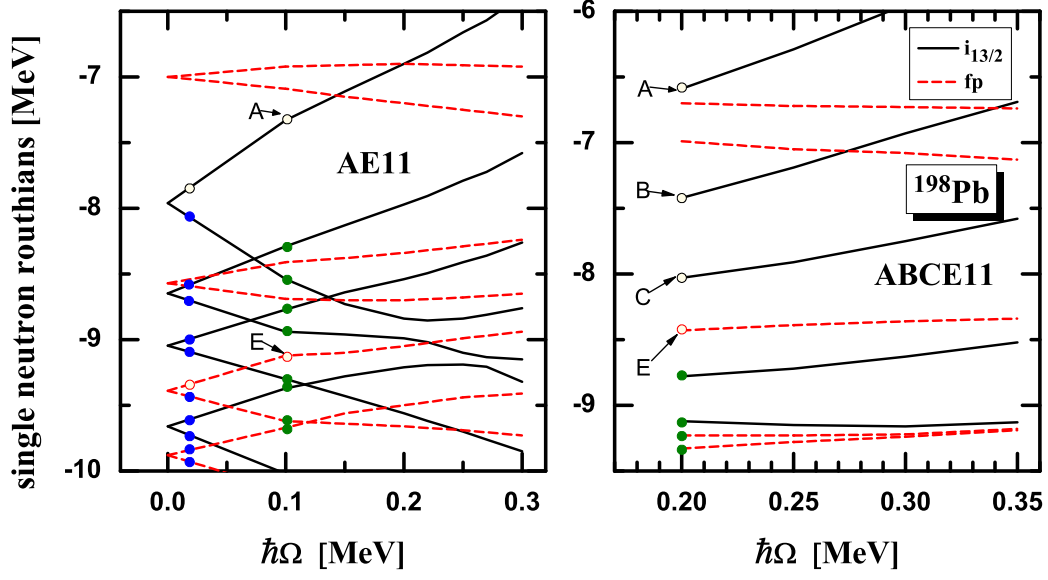 single neutron routhians [MeV]
-7
-8
-9
-10
0.0
0.1
0.2
0.3
ħΩ [MeV]
A
E
AE11
-6
-7
-8
-9
0.20
0.25
0.30
0.35
ħΩ [MeV]
A
B
C
E
i13/2
fp
¹⁹⁸Pb
ABCE11